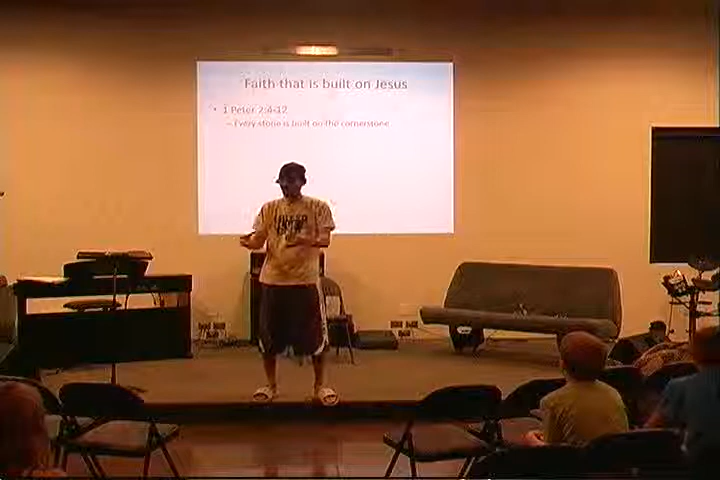 Faith that is built on Jesus
• 1 Peter 2:4-12
– Every stone is built on the cornerstone